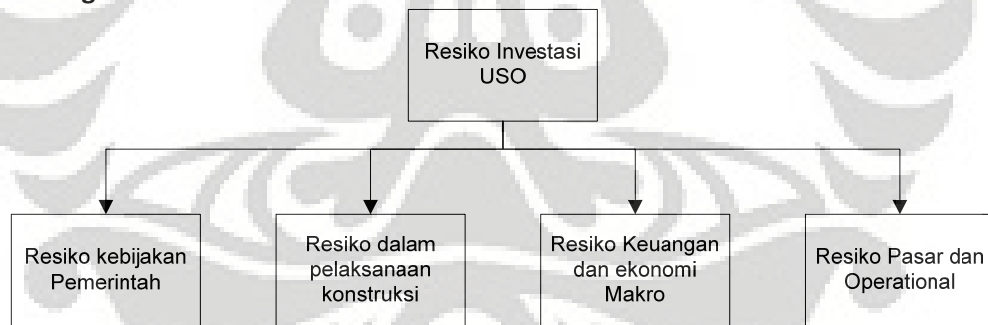 Resiko Investasi
USO
Resiko kebijakan
Pemerintah
Resiko dalam
pelaksanaan
konstruksi
Resiko Keuangan
dan ekonomi
Makro
Resiko Pasar dan
Operational